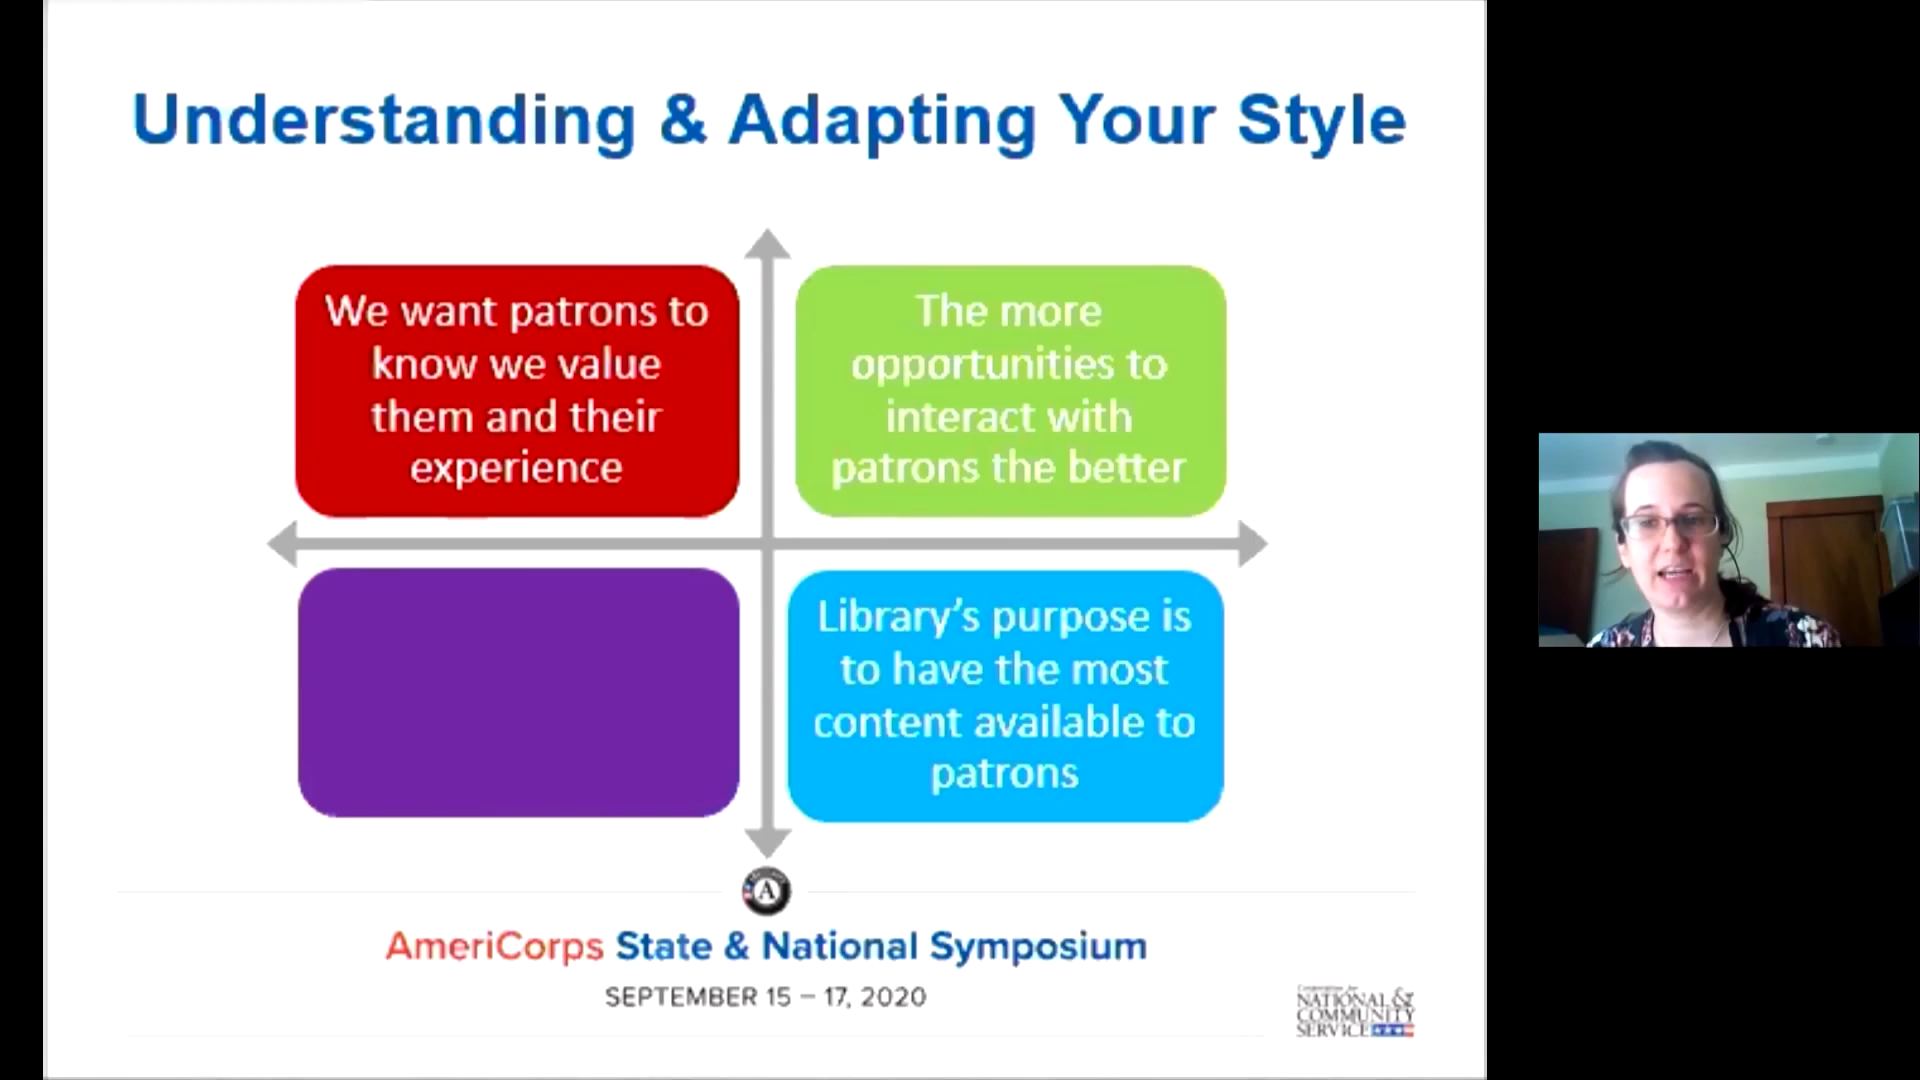 Understanding & Adapting Your Style
We want patrons to
know we value
them and their
experience
The more
opportunities to
interact with
patrons the better
Library's purpose is
to have the most
content available to
patrons
A
AmeriCorps State & National Symposium
SEPTEMBER 15 – 17, 2020
Corporation for
NATIONAL &
COMMUNITY
SERVICE